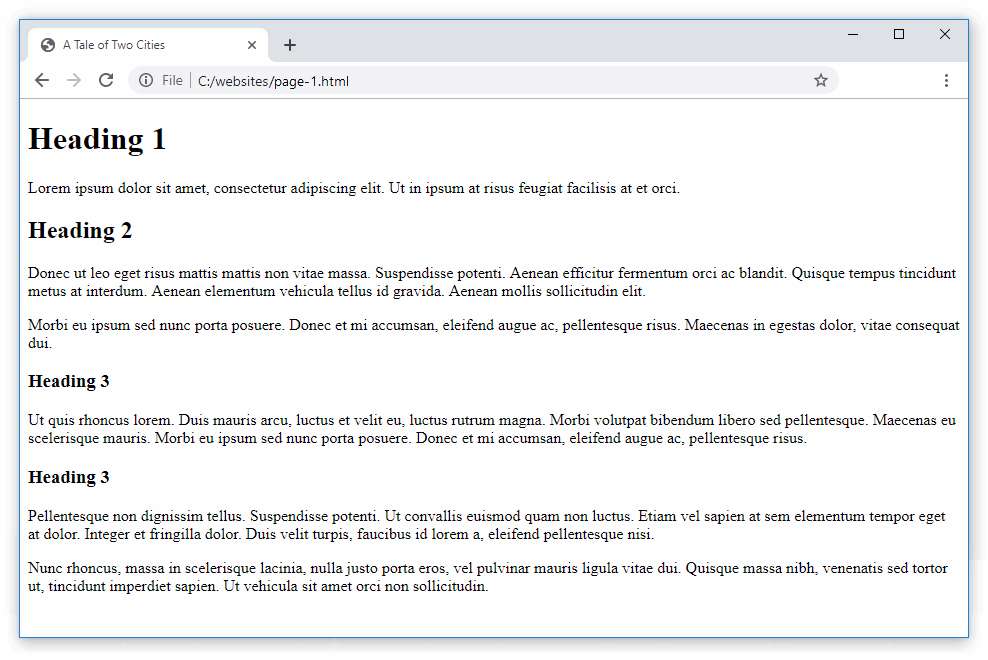 A Tale of Two Cities
File C:/websites/page-1.html
Heading 1
Lorem ipsum dolor sit amet, consectetur adipiscing elit. Ut in ipsum at risus feugiat facilisis at et orci.
Heading 2
Donec ut leo eget risus mattis mattis non vitae massa. Suspendisse potenti. Aenean efficitur fermentum orci ac blandit. Quisque tempus tincidunt
metus at interdum. Aenean elementum vehicula tellus id gravida. Aenean mollis sollicitudin elit.
Morbi eu ipsum sed nunc porta posuere. Donec et mi accumsan, eleifend augue ac, pellentesque risus. Maecenas in egestas dolor, vitae consequat
dui.
Heading 3
Ut quis rhoncus lorem. Duis mauris arcu, luctus et velit eu, luctus rutrum magna. Morbi volutpat bibendum libero sed pellentesque. Maecenas eu
scelerisque mauris. Morbi eu ipsum sed nunc porta posuere. Donec et mi accumsan, eleifend augue ac, pellentesque risus.
Heading 3
Pellentesque non dignissim tellus. Suspendisse potenti. Ut convallis euismod quam non luctus. Etiam vel sapien at sem elementum tempor eget
at dolor. Integer et fringilla dolor. Duis velit turpis, faucibus id lorem a, eleifend pellentesque nisi.
Nunc rhoncus, massa in scelerisque lacinia, nulla justo porta eros, vel pulvinar mauris ligula vitae dui. Quisque massa nibh, venenatis sed tortor
ut, tincidunt imperdiet sapien. Ut vehicula sit amet orci non sollicitudin.